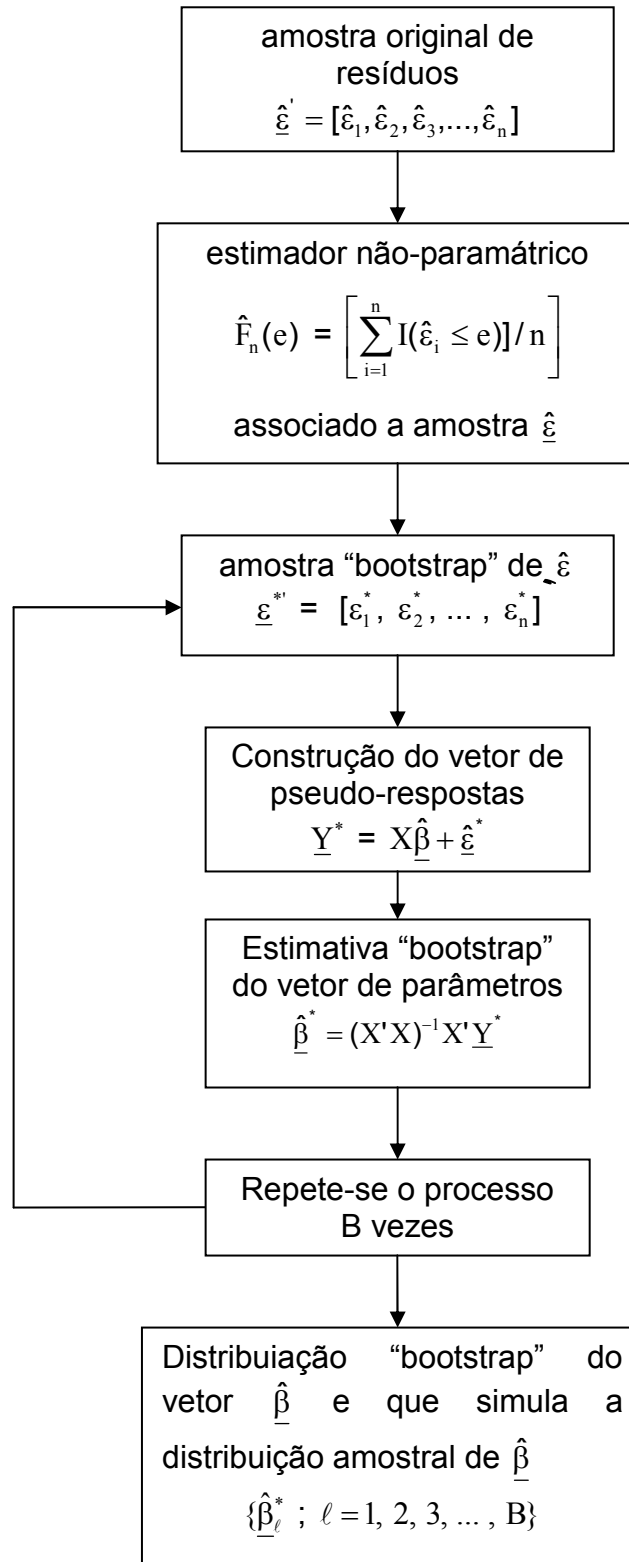 amostra original de
resíduos
ε̲̂' = [ε̂₁,ε̂₂,ε̂₃,...,ε̂ₙ]
estimador não-paramátrico
F̂ₙ(e) = [∑ᵢ₌₁ⁿ I(ε̂ᵢ ≤ e)]/n]
associado a amostra ε̲̂
amostra “bootstrap” de ε̂
ε̲*' = [ε₁*, ε₂*, ... , εₙ*]
Construção do vetor de
pseudo-respostas
Y̲* = Xβ̲̂ + ε̲̂*
Estimativa “bootstrap”
do vetor de parâmetros
β̲̂* = (X'X)⁻¹X'Y̲*
Repete-se o processo
B vezes
Distribuiação “bootstrap” do
vetor β̲̂ e que simula a
distribuição amostral de β̲̂
{β̲̂ℓ* ; ℓ = 1, 2, 3, ... , B}